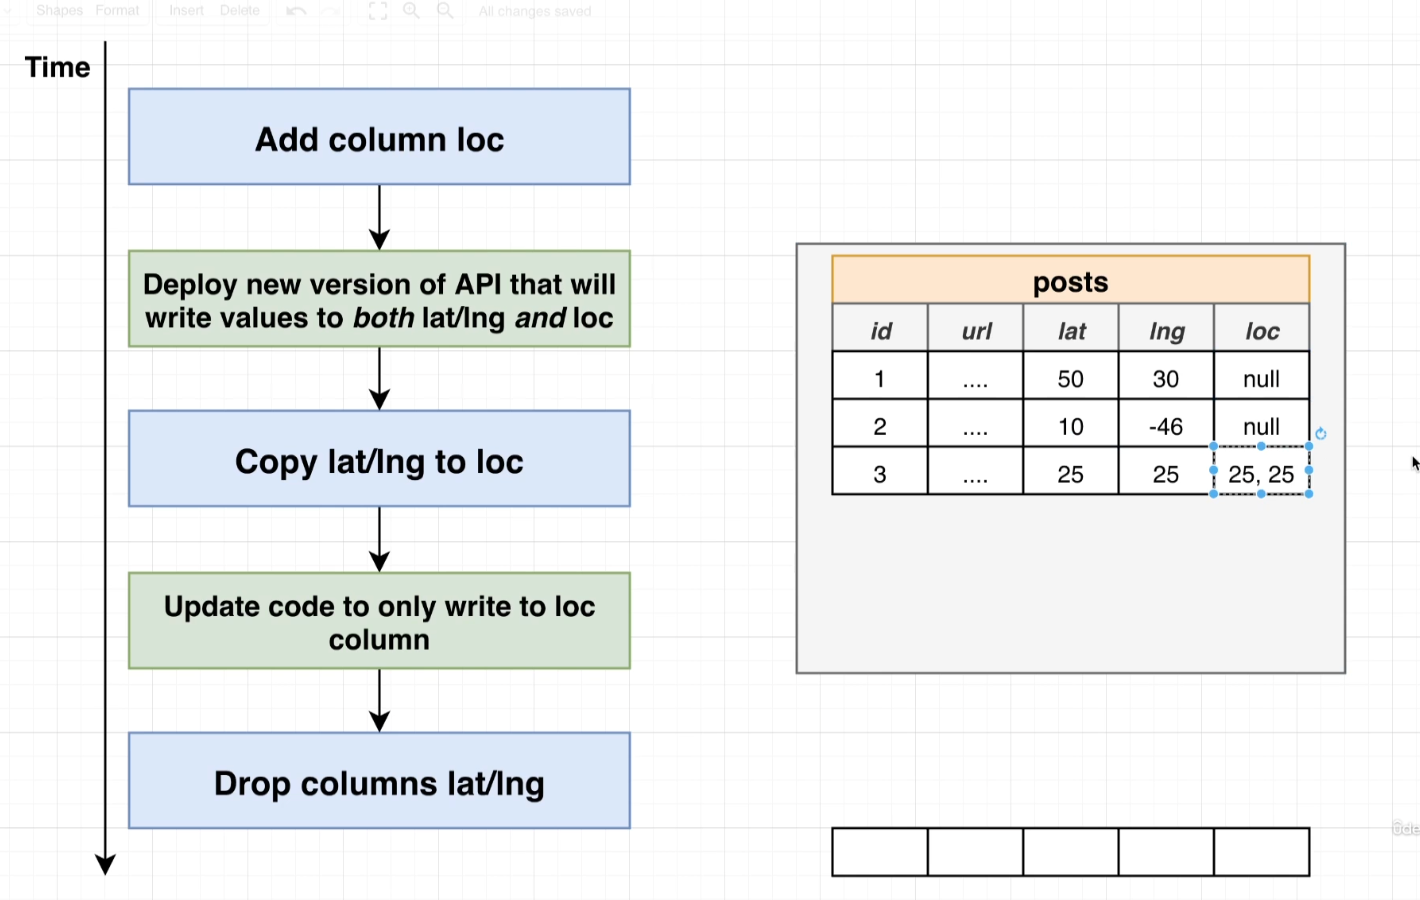 Shapes Format Insert Delete All changes saved
Time
Add column loc
Deploy new version of API that will
write values to both lat/lng and loc
Copy lat/lng to loc
Update code to only write to loc
column
Drop columns lat/lng
posts
id url lat lng loc
1 .... 50 30 null
2 .... 10 -46 null
3 .... 25 25 25, 25